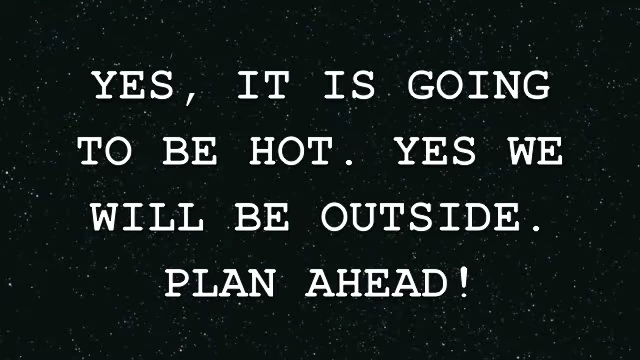 YES, IT IS GOING
TO BE HOT. YES WE
WILL BE OUTSIDE.
PLAN AHEAD!